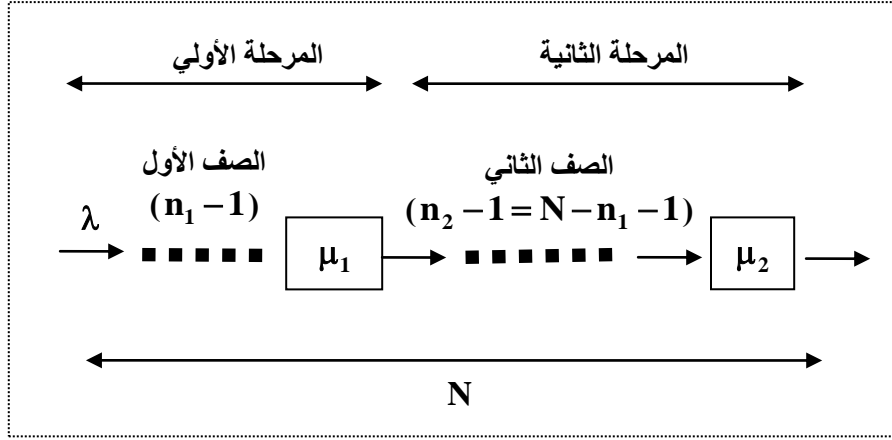 المرحلة الأولي المرحلة الثانية
الصف الأول الصف الثاني
(n₁ −1) (n₂ −1 = N − n₁ −1)
λ
μ₁ μ₂
N